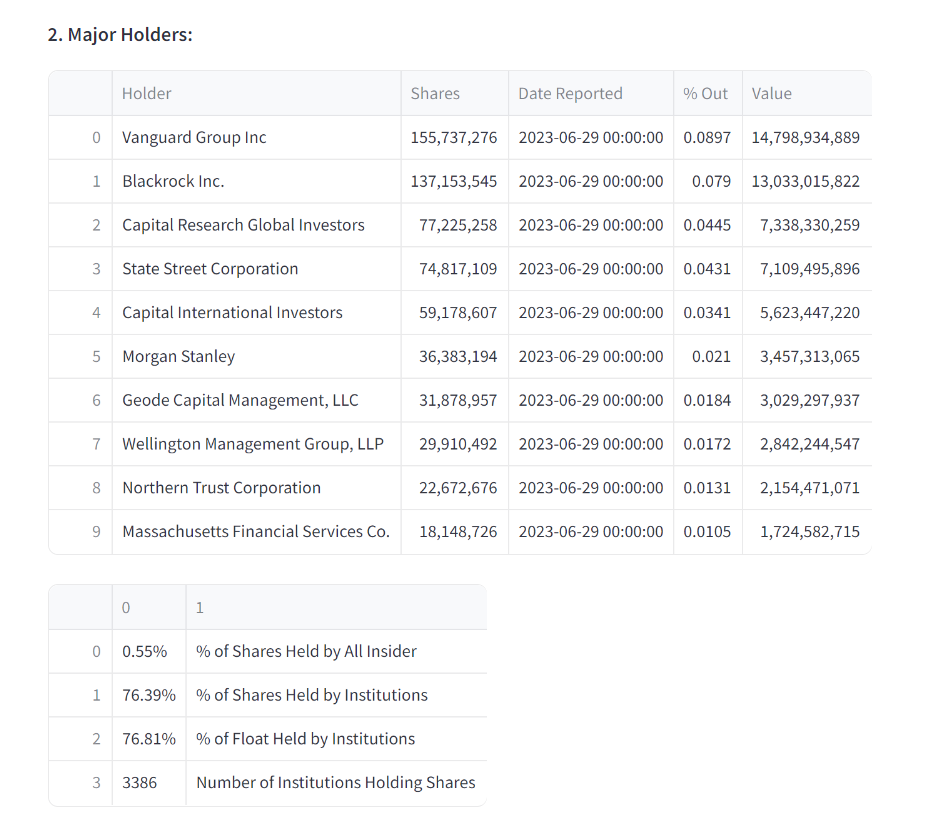 2. Major Holders:
Holder Shares Date Reported % Out Value
0 Vanguard Group Inc 155,737,276 2023-06-29 00:00:00 0.0897 14,798,934,889
1 Blackrock Inc. 137,153,545 2023-06-29 00:00:00 0.079 13,033,015,822
2 Capital Research Global Investors 77,225,258 2023-06-29 00:00:00 0.0445 7,338,330,259
3 State Street Corporation 74,817,109 2023-06-29 00:00:00 0.0431 7,109,495,896
4 Capital International Investors 59,178,607 2023-06-29 00:00:00 0.0341 5,623,447,220
5 Morgan Stanley 36,383,194 2023-06-29 00:00:00 0.021 3,457,313,065
6 Geode Capital Management, LLC 31,878,957 2023-06-29 00:00:00 0.0184 3,029,297,937
7 Wellington Management Group, LLP 29,910,492 2023-06-29 00:00:00 0.0172 2,842,244,547
8 Northern Trust Corporation 22,672,676 2023-06-29 00:00:00 0.0131 2,154,471,071
9 Massachusetts Financial Services Co. 18,148,726 2023-06-29 00:00:00 0.0105 1,724,582,715
0 1
0 0.55% % of Shares Held by All Insider
1 76.39% % of Shares Held by Institutions
2 76.81% % of Float Held by Institutions
3 3386 Number of Institutions Holding Shares